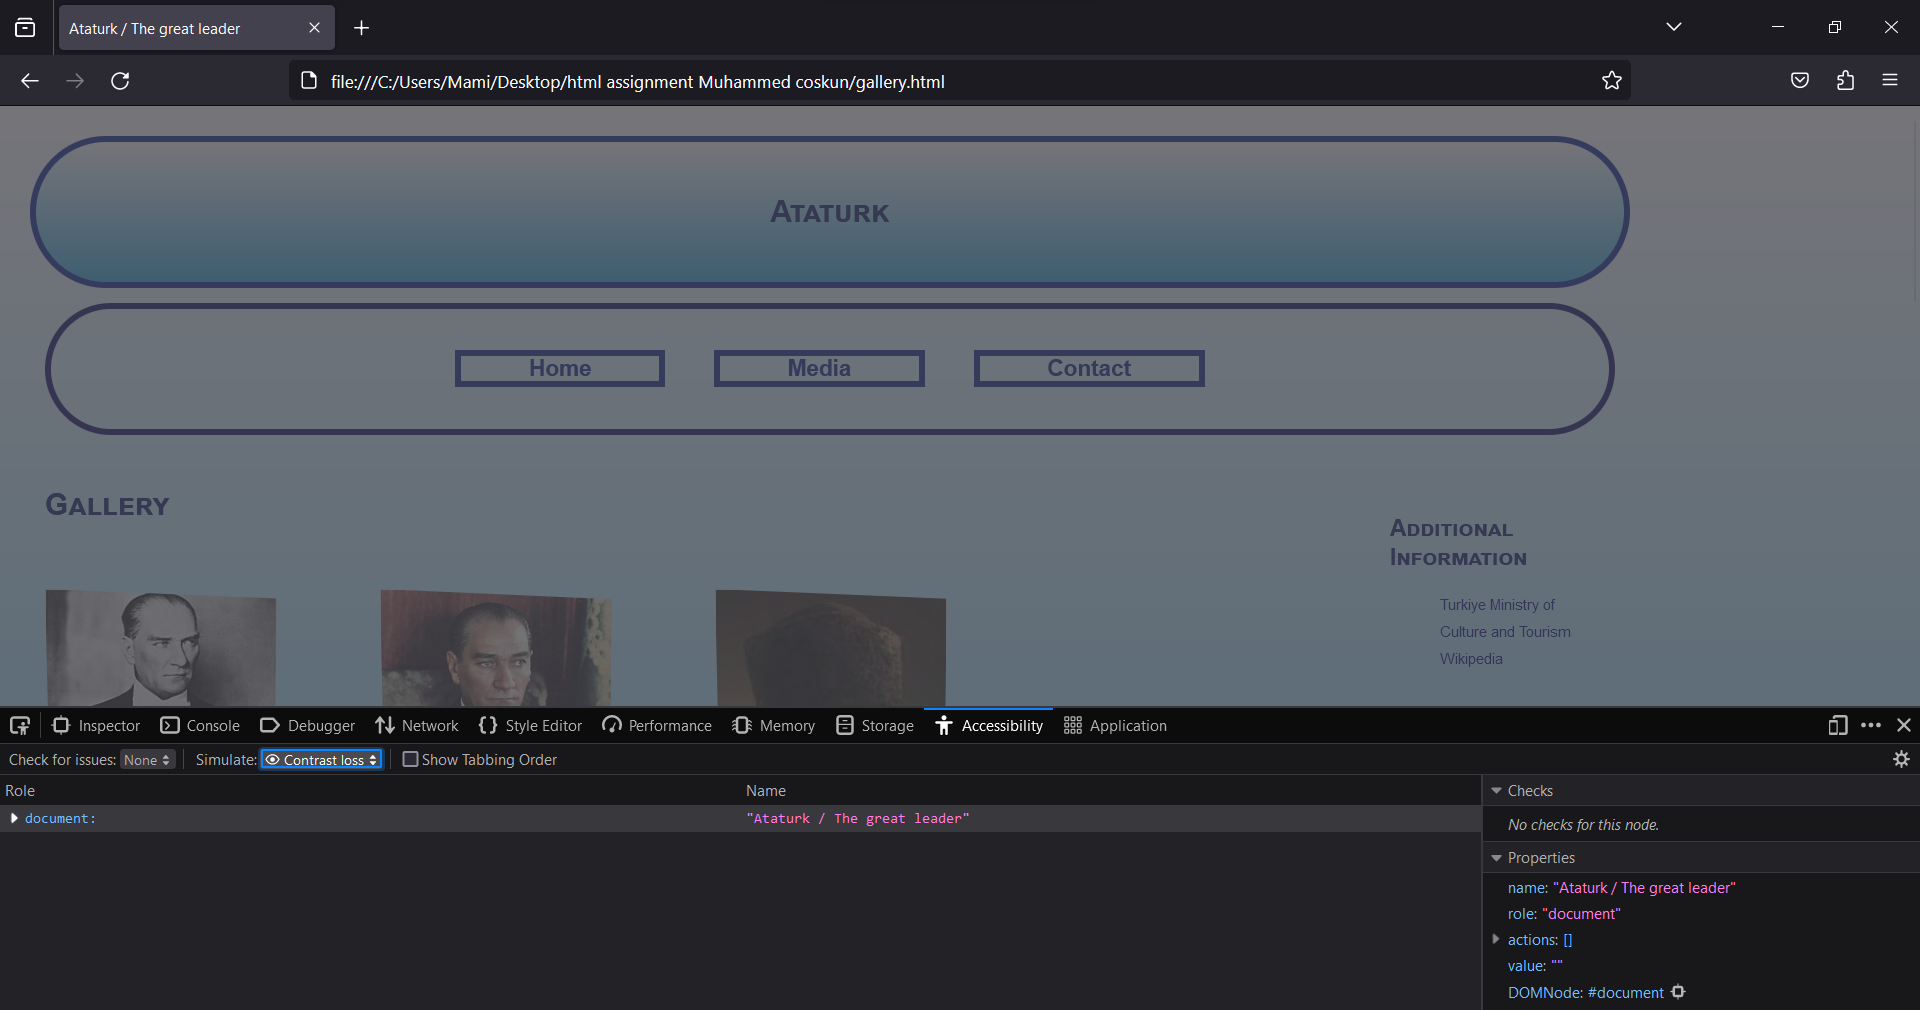 Ataturk / The great leader
file:///C:/Users/Mami/Desktop/html assignment Muhammed coskun/gallery.html
Ataturk
Home Media Contact
Gallery
Additional
Information
Turkiye Ministry of
Culture and Tourism
Wikipedia
Inspector Console Debugger Network Style Editor Performance Memory Storage Accessibility Application
Check for issues: None Simulate: Contrast loss Show Tabbing Order
Role Name
document: "Ataturk / The great leader"
Checks
No checks for this node.
Properties
name: "Ataturk / The great leader"
role: "document"
actions: []
value: ""
DOMNode: #document